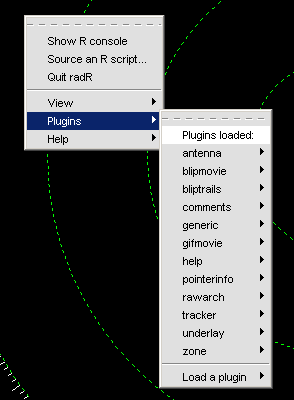 Show R console
Source an R script...
Quit radR
View
Plugins
Help
Plugins loaded:
antenna
blipmovie
bliptrails
comments
generic
gifmovie
help
pointerinfo
rawarch
tracker
underlay
zone
Load a plugin